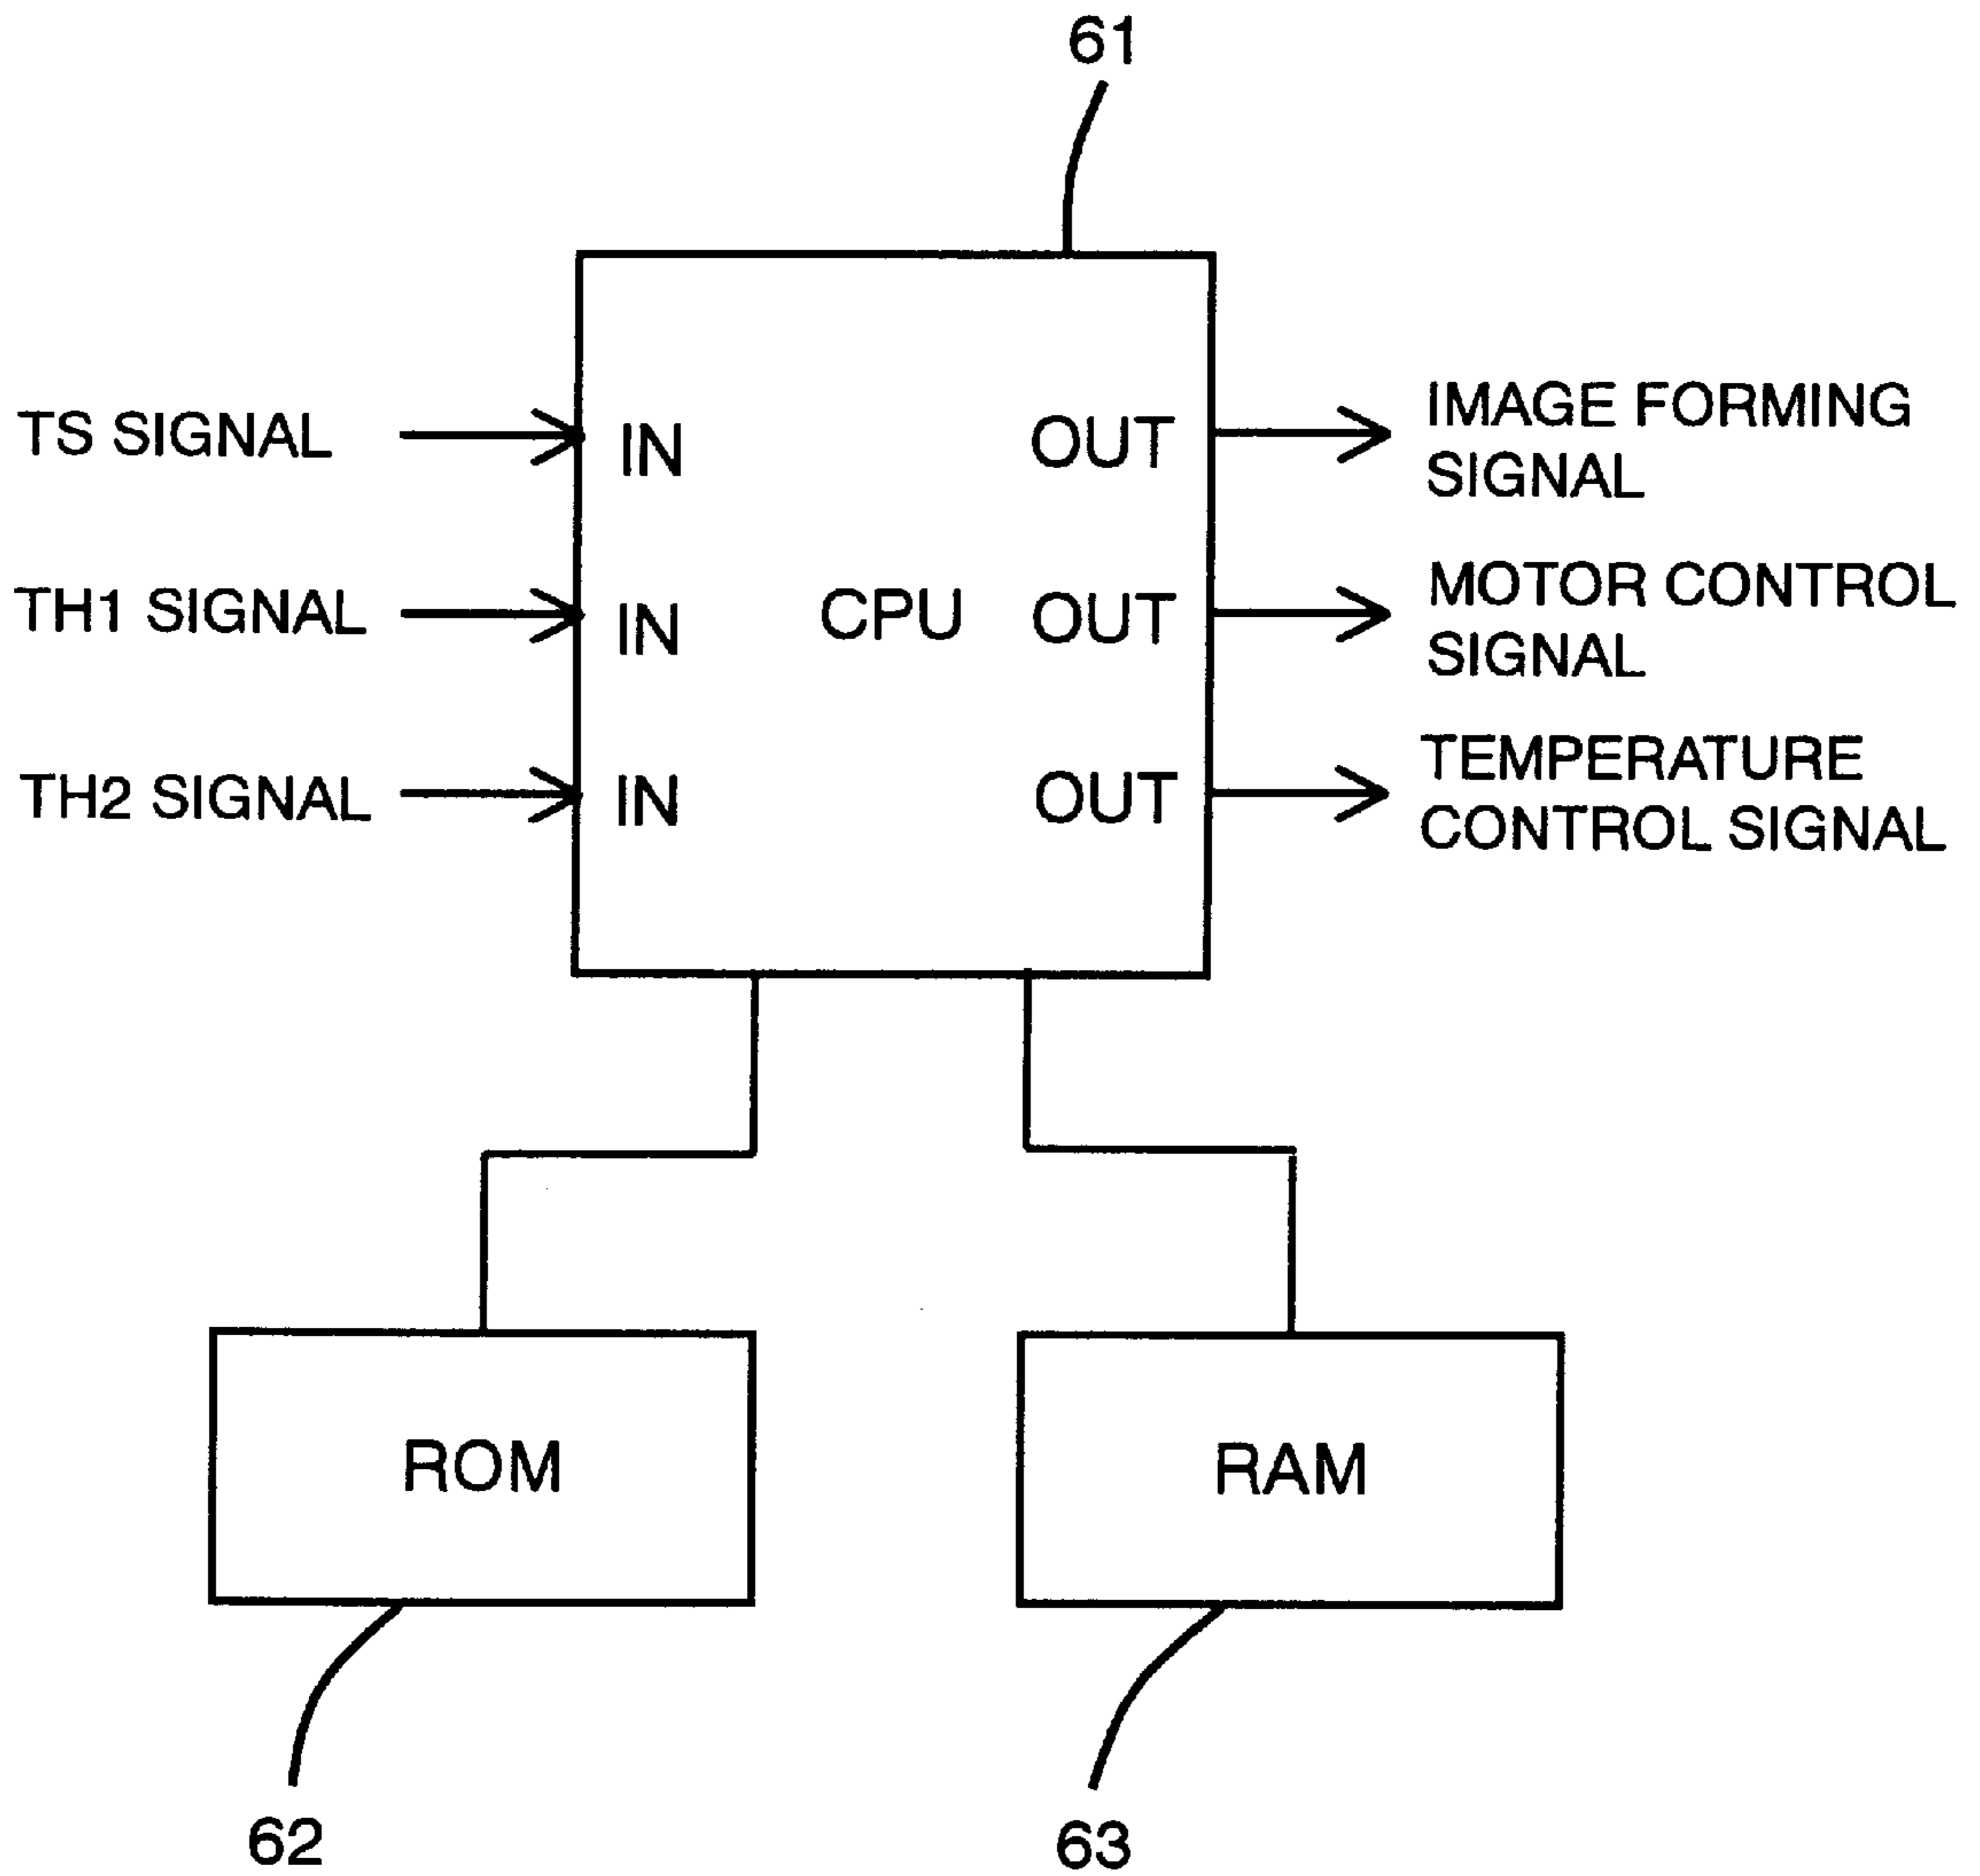 61
TS SIGNAL
IN
OUT
IMAGE FORMING
SIGNAL
TH1 SIGNAL
IN
CPU
OUT
MOTOR CONTROL
SIGNAL
TH2 SIGNAL
IN
OUT
TEMPERATURE
CONTROL SIGNAL
ROM
RAM
62
63